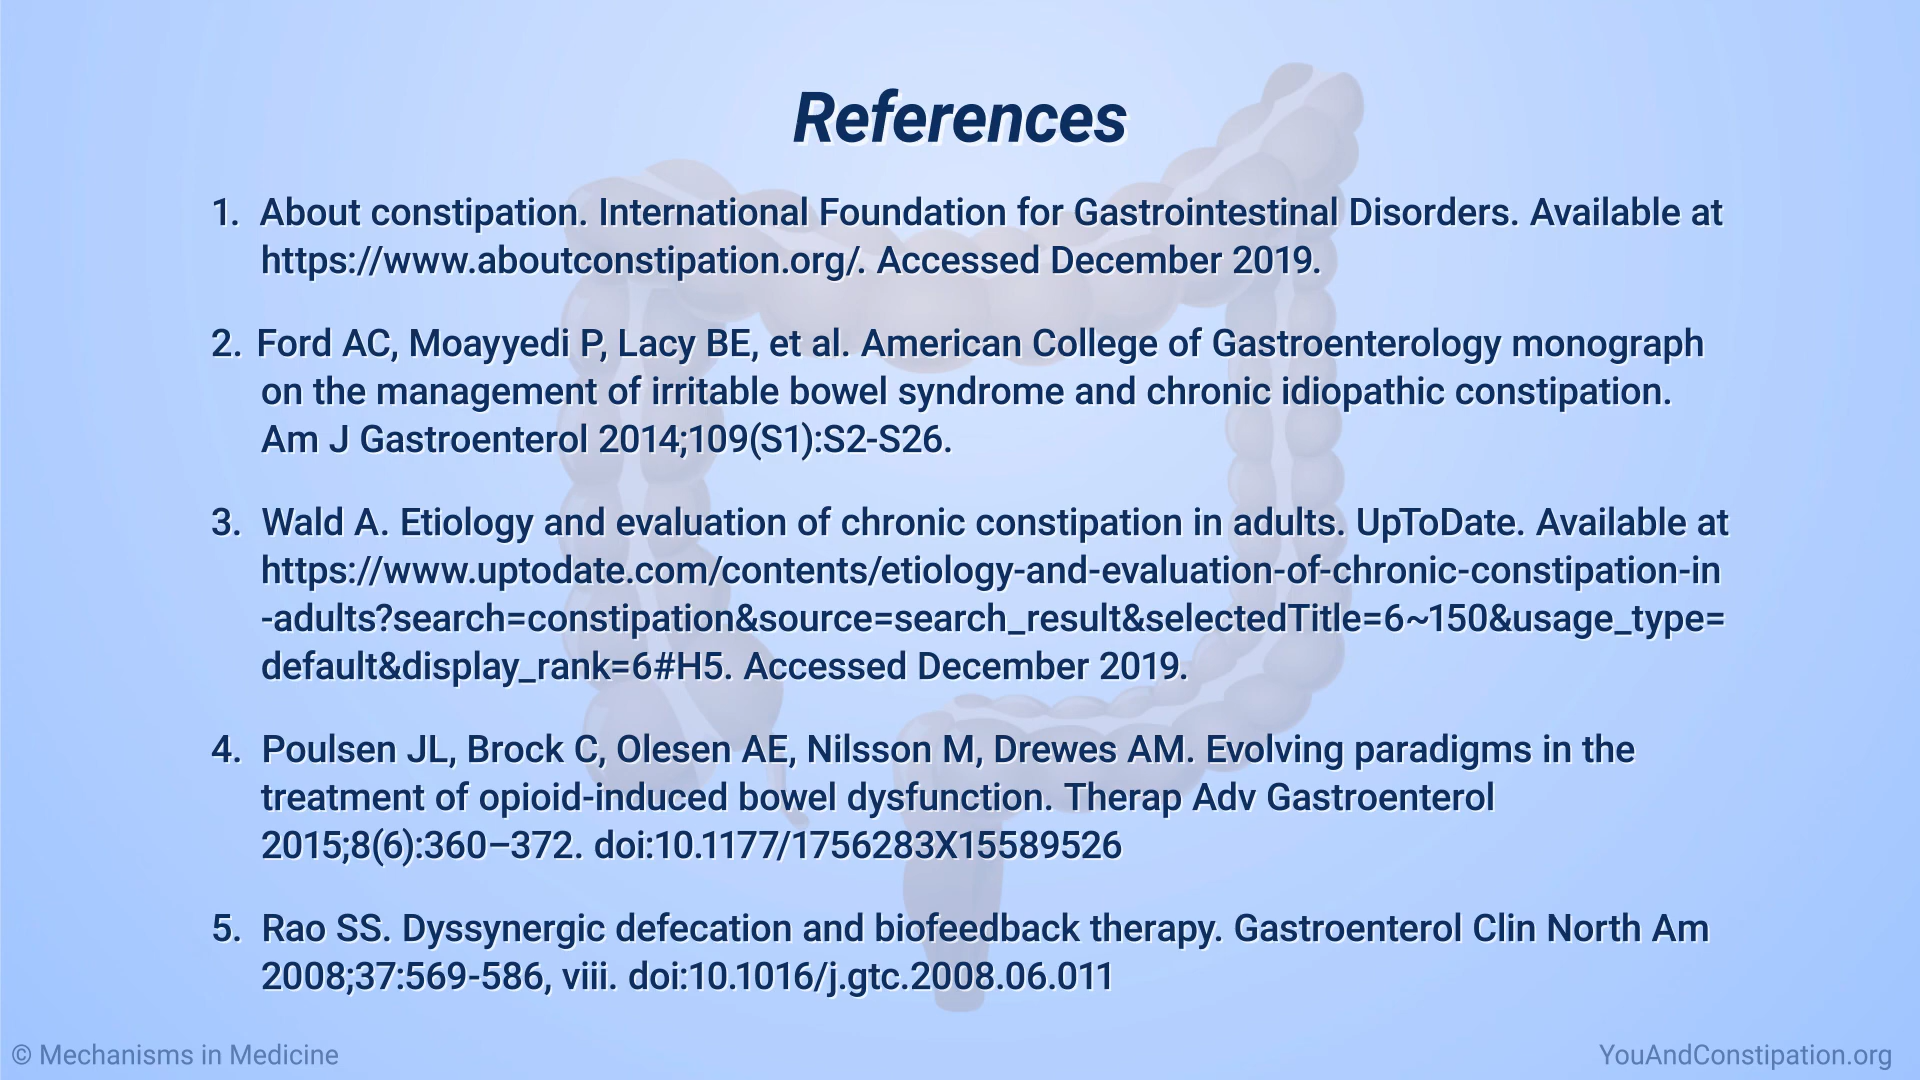 References
1. About constipation. International Foundation for Gastrointestinal Disorders. Available at
https://www.aboutconstipation.org/. Accessed December 2019.
2. Ford AC, Moayyedi P, Lacy BE, et al. American College of Gastroenterology monograph
on the management of irritable bowel syndrome and chronic idiopathic constipation.
Am J Gastroenterol 2014;109(S1):S2-S26.
3. Wald A. Etiology and evaluation of chronic constipation in adults. UpToDate. Available at
https://www.uptodate.com/contents/etiology-and-evaluation-of-chronic-constipation-in
-adults?search=constipation&source=search_result&selectedTitle=6~150&usage_type=
default&display_rank=6#H5. Accessed December 2019.
4. Poulsen JL, Brock C, Olesen AE, Nilsson M, Drewes AM. Evolving paradigms in the
treatment of opioid-induced bowel dysfunction. Therap Adv Gastroenterol
2015;8(6):360–372. doi:10.1177/1756283X15589526
5. Rao SS. Dyssynergic defecation and biofeedback therapy. Gastroenterol Clin North Am
2008;37:569-586, viii. doi:10.1016/j.gtc.2008.06.011
© Mechanisms in Medicine
YouAndConstipation.org